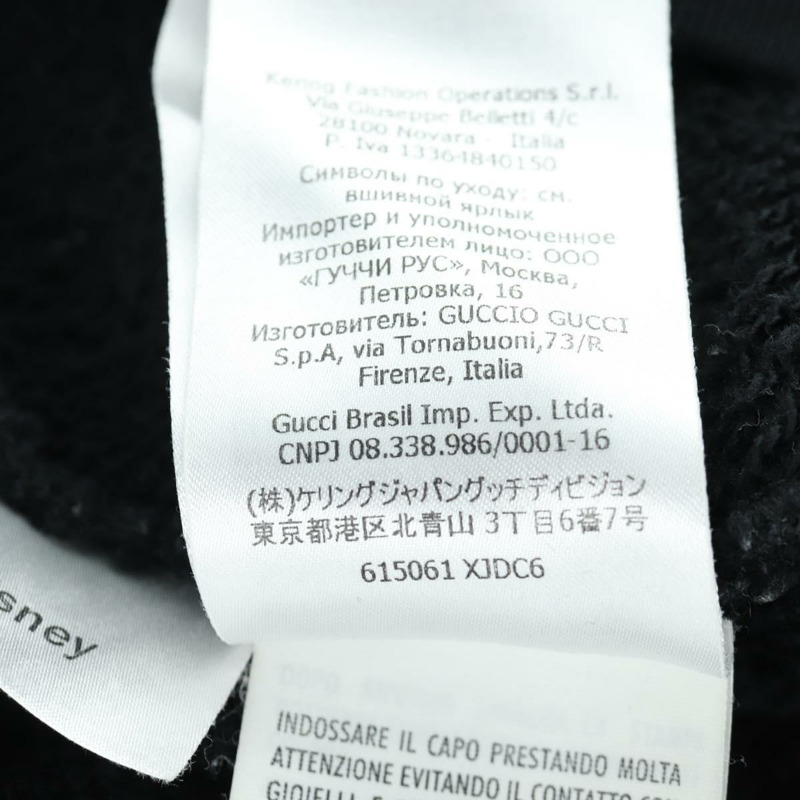 Kering Fashion Operations S.r.l.
Via Giuseppe Belletti 4/c
28100 Novara - Italia
P. Iva 13364840150
Символы по уходу: см.
вшивной ярлык
Импортер и уполномоченное
изготовителем лицо: ООО
«ГУЧЧИ РУС», Москва,
Петровка, 16
Изготовитель: GUCCIO GUCCI
S.p.A, via Tornabuoni,73/R
Firenze, Italia
Gucci Brasil Imp. Exp. Ltda.
CNPJ 08.338.986/0001-16
(株)ケリングジャパングッチディビジョン
東京都港区北青山 3丁目6番7号
615061 XJDC6
sney
INDOSSARE IL CAPO PRESTANDO MOLTA
ATTENZIONE EVITANDO IL CONTATTO
GIOIELLI